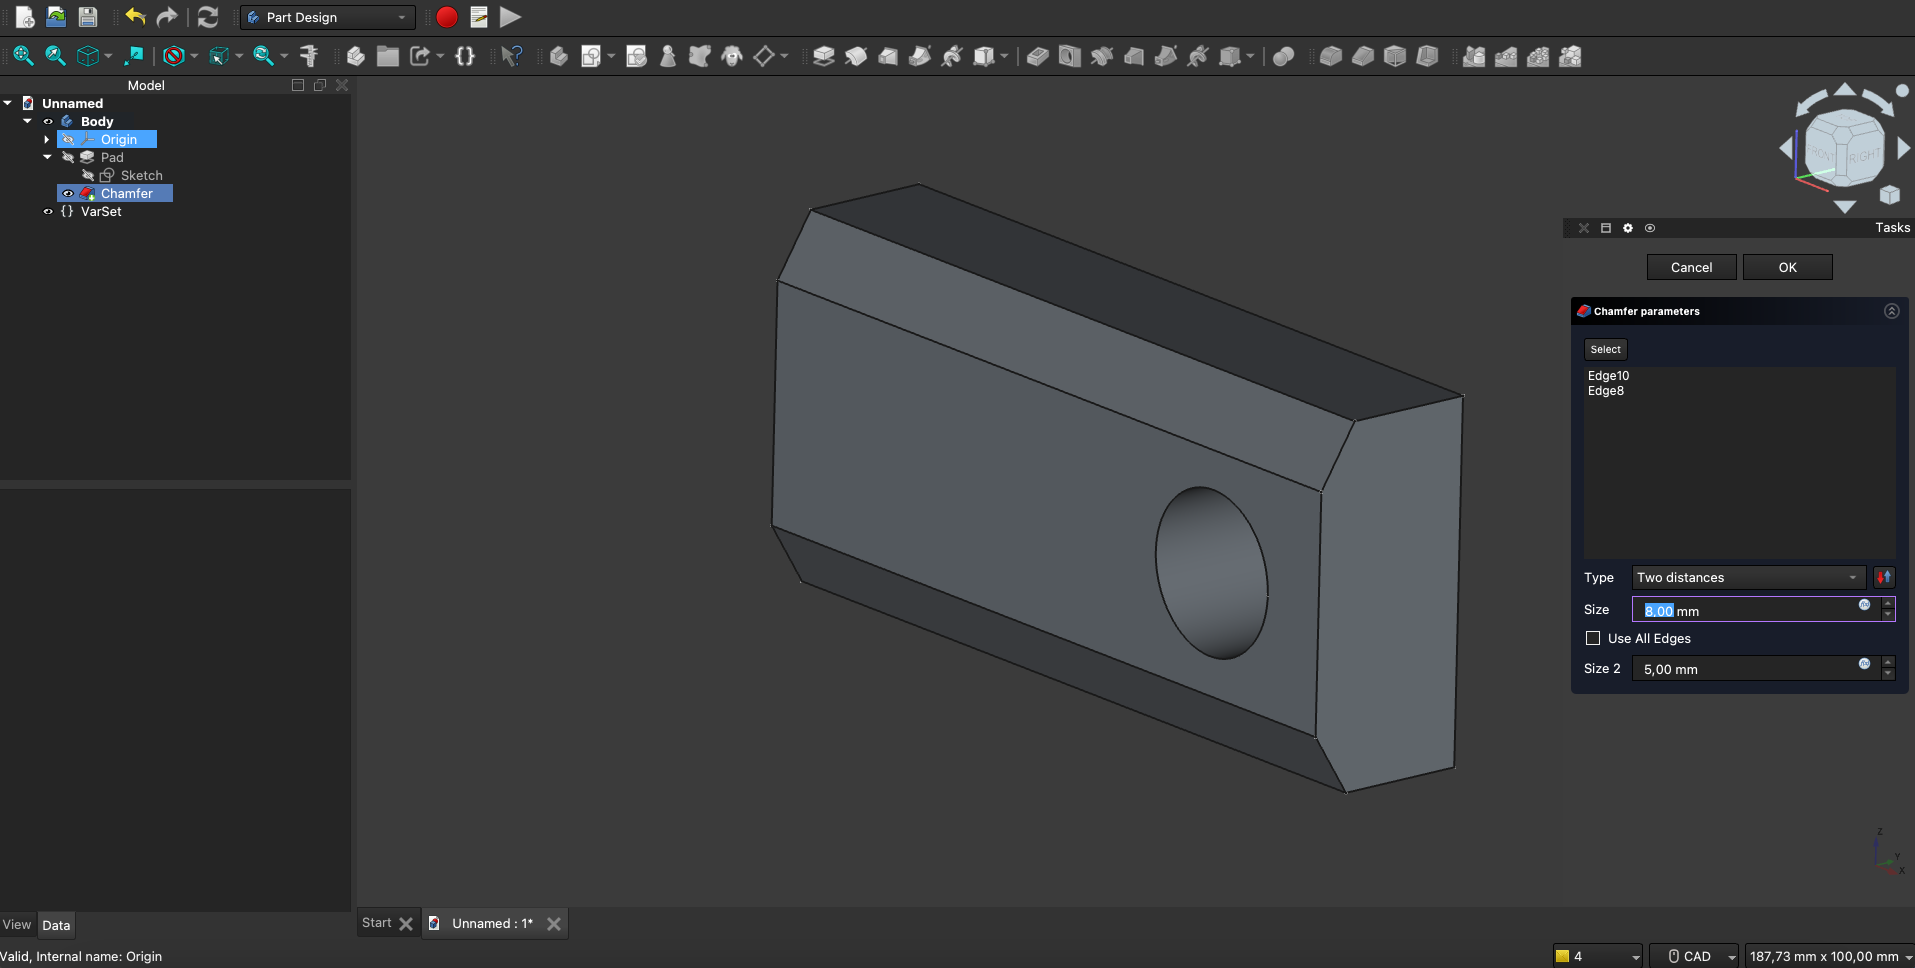 Part Design
Model
Unnamed
Body
Origin
Pad
Sketch
Chamfer
VarSet
FRONT
RIGHT
Tasks
Cancel
OK
Chamfer parameters
Select
Edge10
Edge8
Type
Two distances
Size
8,00 mm
Use All Edges
Size 2
5,00 mm
Z
Y
X
View
Data
Start
Unnamed : 1*
Valid, Internal name: Origin
4
CAD
187,73 mm x 100,00 mm